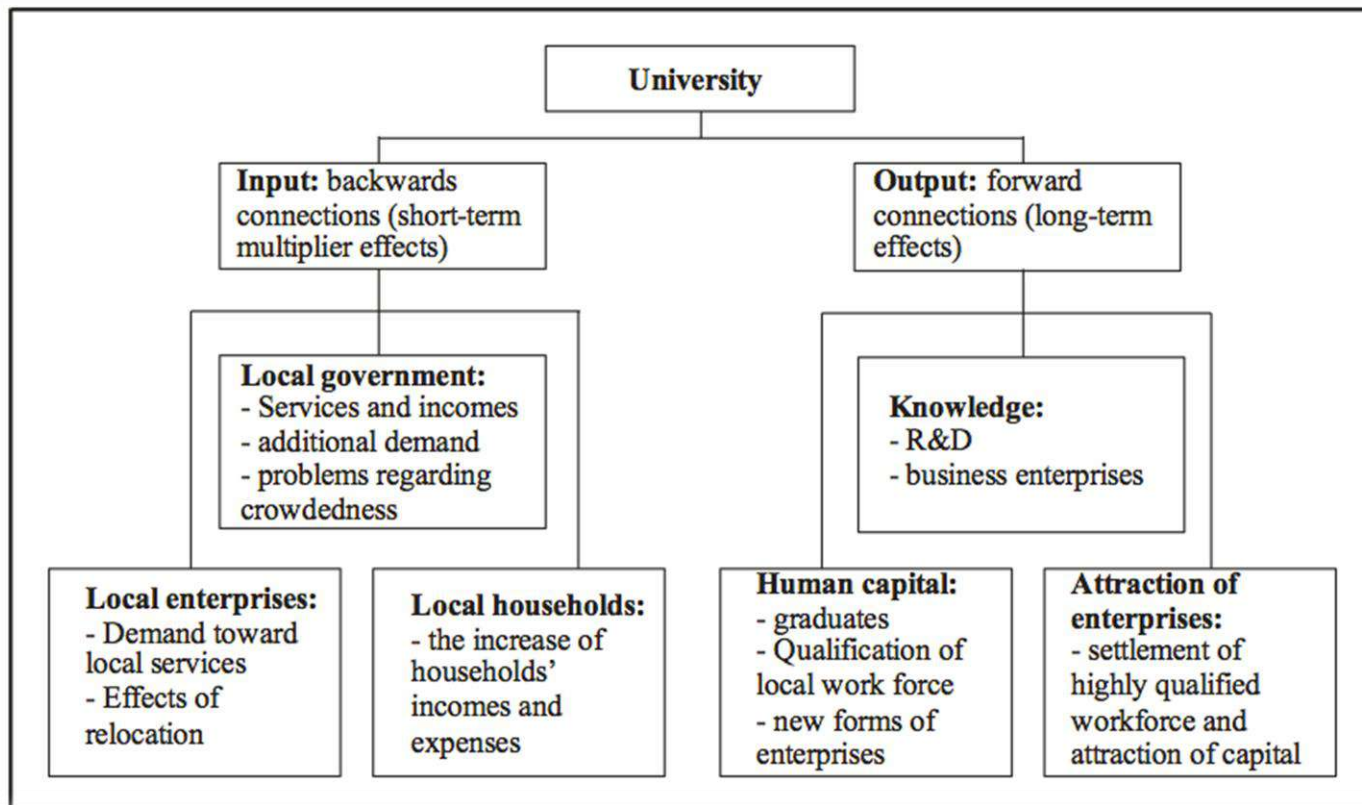 University
Input: backwards
connections (short-term
multiplier effects)
Output: forward
connections (long-term
effects)
Local government:
- Services and incomes
- additional demand
- problems regarding
crowdedness
Knowledge:
- R&D
- business enterprises
Local enterprises:
- Demand toward
local services
- Effects of
relocation
Local households:
- the increase of
households’
incomes and
expenses
Human capital:
- graduates
- Qualification of
local work force
- new forms of
enterprises
Attraction of
enterprises:
- settlement of
highly qualified
workforce and
attraction of capital